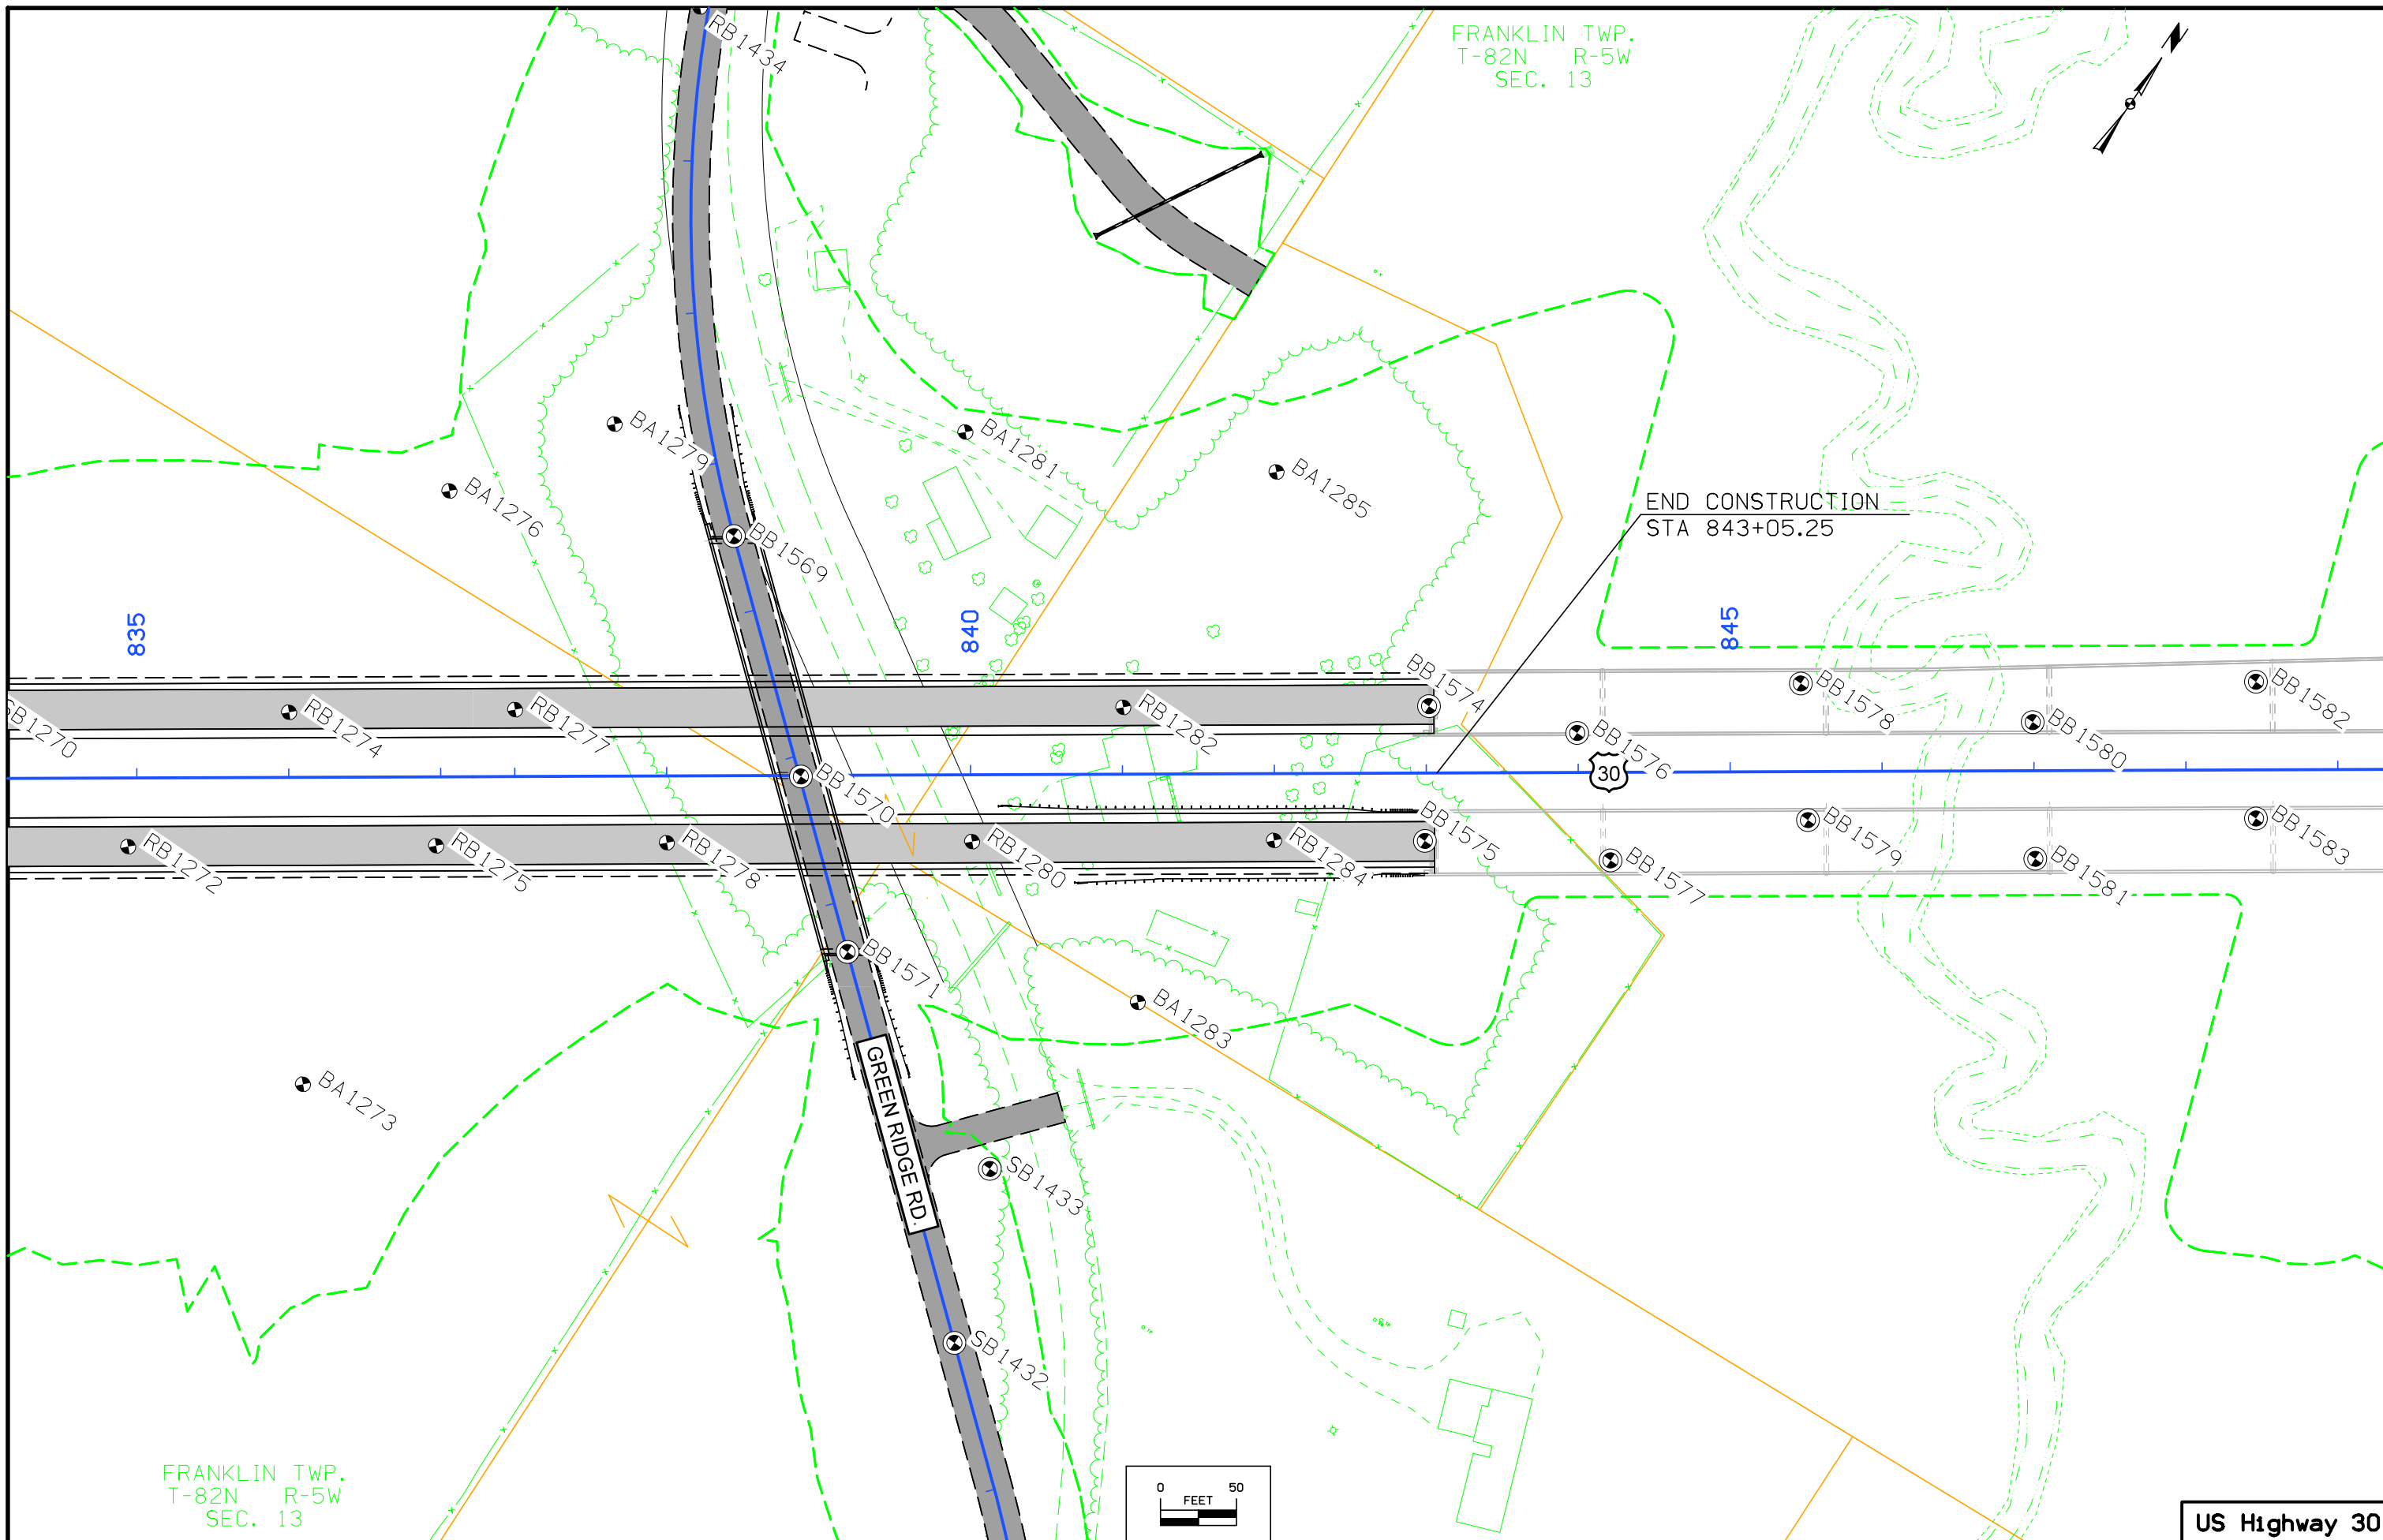 RB1434
FRANKLIN TWP.
T-82N R-5W
SEC. 13
BA1279
BA1281
BA1285
BA1276
BB1569
END CONSTRUCTION
STA 843+05.25
835
840
845
BB1574
BB1578
BB1582
SB1270
RB1274
RB1277
RB1282
BB1576
BB1580
30
BB1570
RB1272
RB1275
RB1278
RB1280
RB1284
BB1575
BB1577
BB1579
BB1581
BB1583
BB1571
BA1283
BA1273
GREEN RIDGE RD.
SB1433
SB1432
FRANKLIN TWP.
T-82N R-5W
SEC. 13
0 50
FEET
US Highway 30